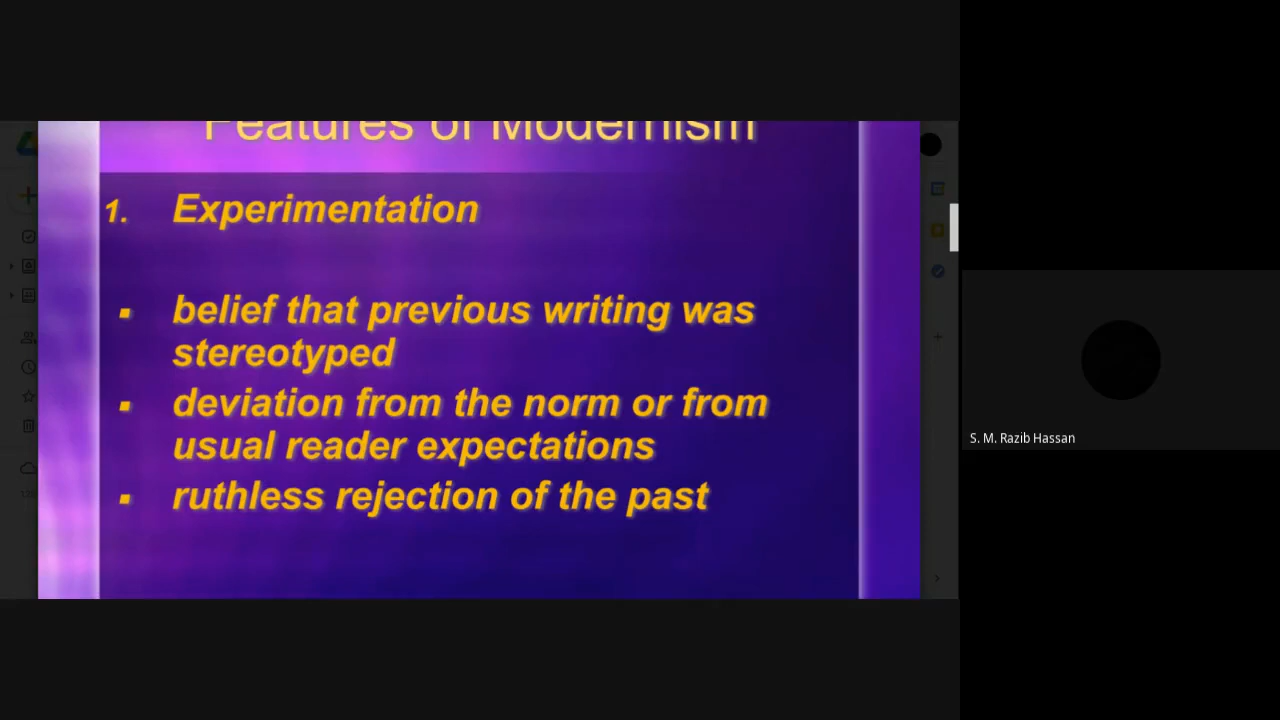 Features of Modernism
1. Experimentation
▪ belief that previous writing was
stereotyped
▪ deviation from the norm or from
usual reader expectations
▪ ruthless rejection of the past
S. M. Razib Hassan